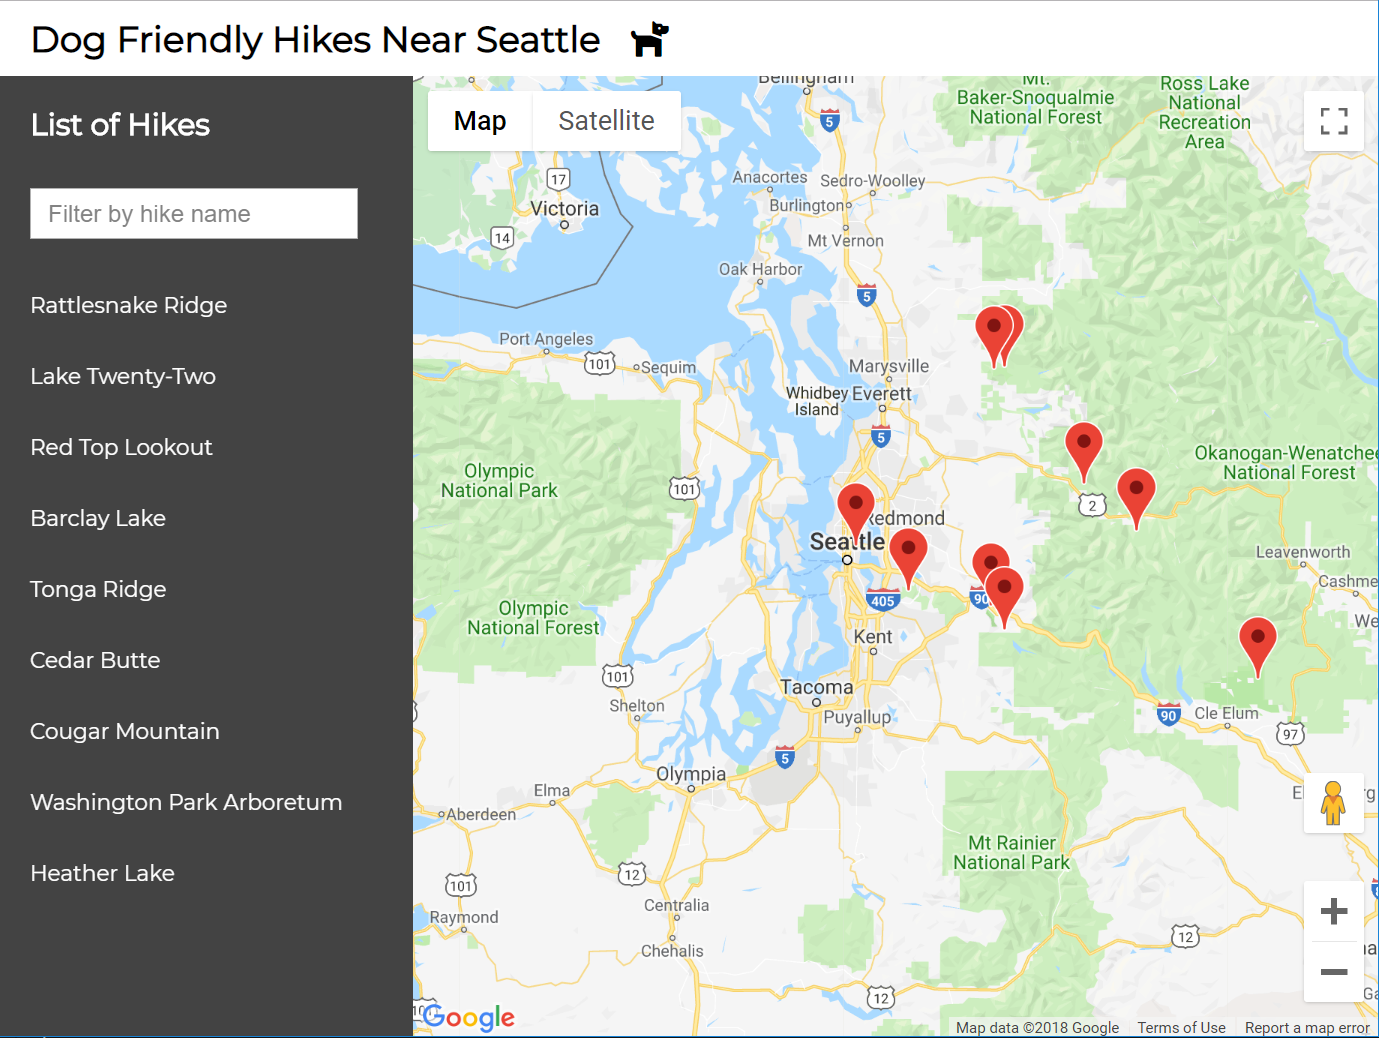 Dog Friendly Hikes Near Seattle
List of Hikes
Filter by hike name
Rattlesnake Ridge
Lake Twenty-Two
Red Top Lookout
Barclay Lake
Tonga Ridge
Cedar Butte
Cougar Mountain
Washington Park Arboretum
Heather Lake
Map
Satellite
Bellingham
Mt.
Baker-Snoqualmie
National Forest
Ross Lake
National
Recreation
Area
5
17
Victoria
14
Anacortes
Sedro-Woolley
Burlington
Mt Vernon
Oak Harbor
5
Port Angeles
101
Sequim
Marysville
Whidbey
Island
Everett
5
Olympic
National Park
101
Okanogan-Wenatchee
National Forest
2
Redmond
Seattle
Leavenworth
Cashme
We
405
90
Olympic
National Forest
Kent
101
Tacoma
Shelton
Puyallup
90
Cle Elum
97
5
Olympia
Elma
Aberdeen
Mt Rainier
National Park
12
101
Centralia
Raymond
Chehalis
12
12
101
Google
Map data ©2018 Google
Terms of Use
Report a map error